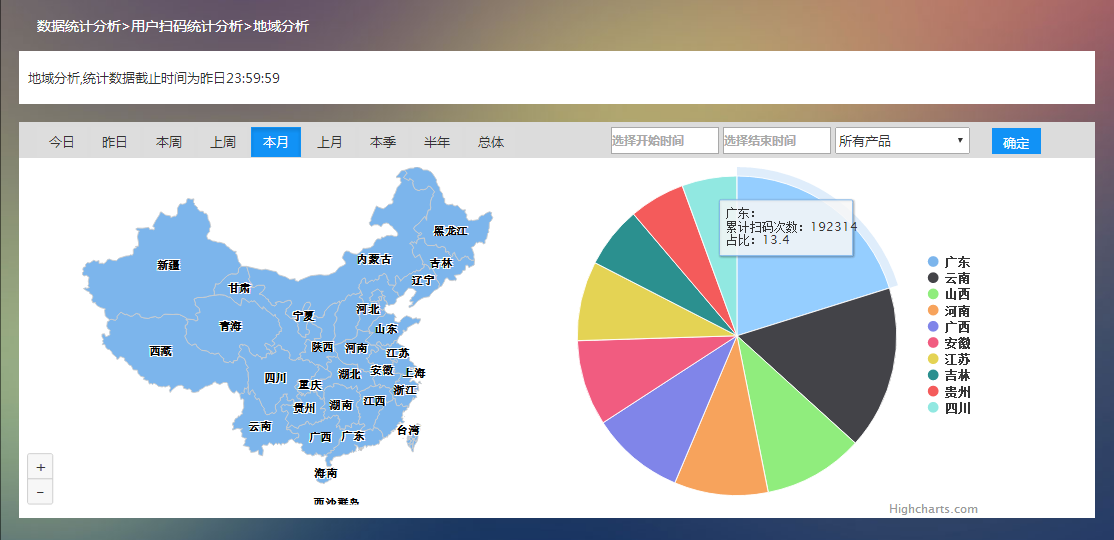 数据统计分析>用户扫码统计分析>地域分析
地域分析,统计数据截止时间为昨日23:59:59
今日 昨日 本周 上周 本月 上月 本季 半年 总体 选择开始时间 选择结束时间 所有产品 确定
黑龙江
吉林
辽宁
内蒙古
新疆
甘肃
宁夏
河北
山东
青海
西藏
陕西
河南
江苏
四川
重庆
湖北
安徽
上海
浙江
贵州
湖南
江西
云南
广西
广东
台湾
海南
西沙群岛
+
−
广东:
累计扫码次数: 192314
占比: 13.4
广东
云南
山西
河南
广西
安徽
江苏
吉林
贵州
四川
Highcharts.com